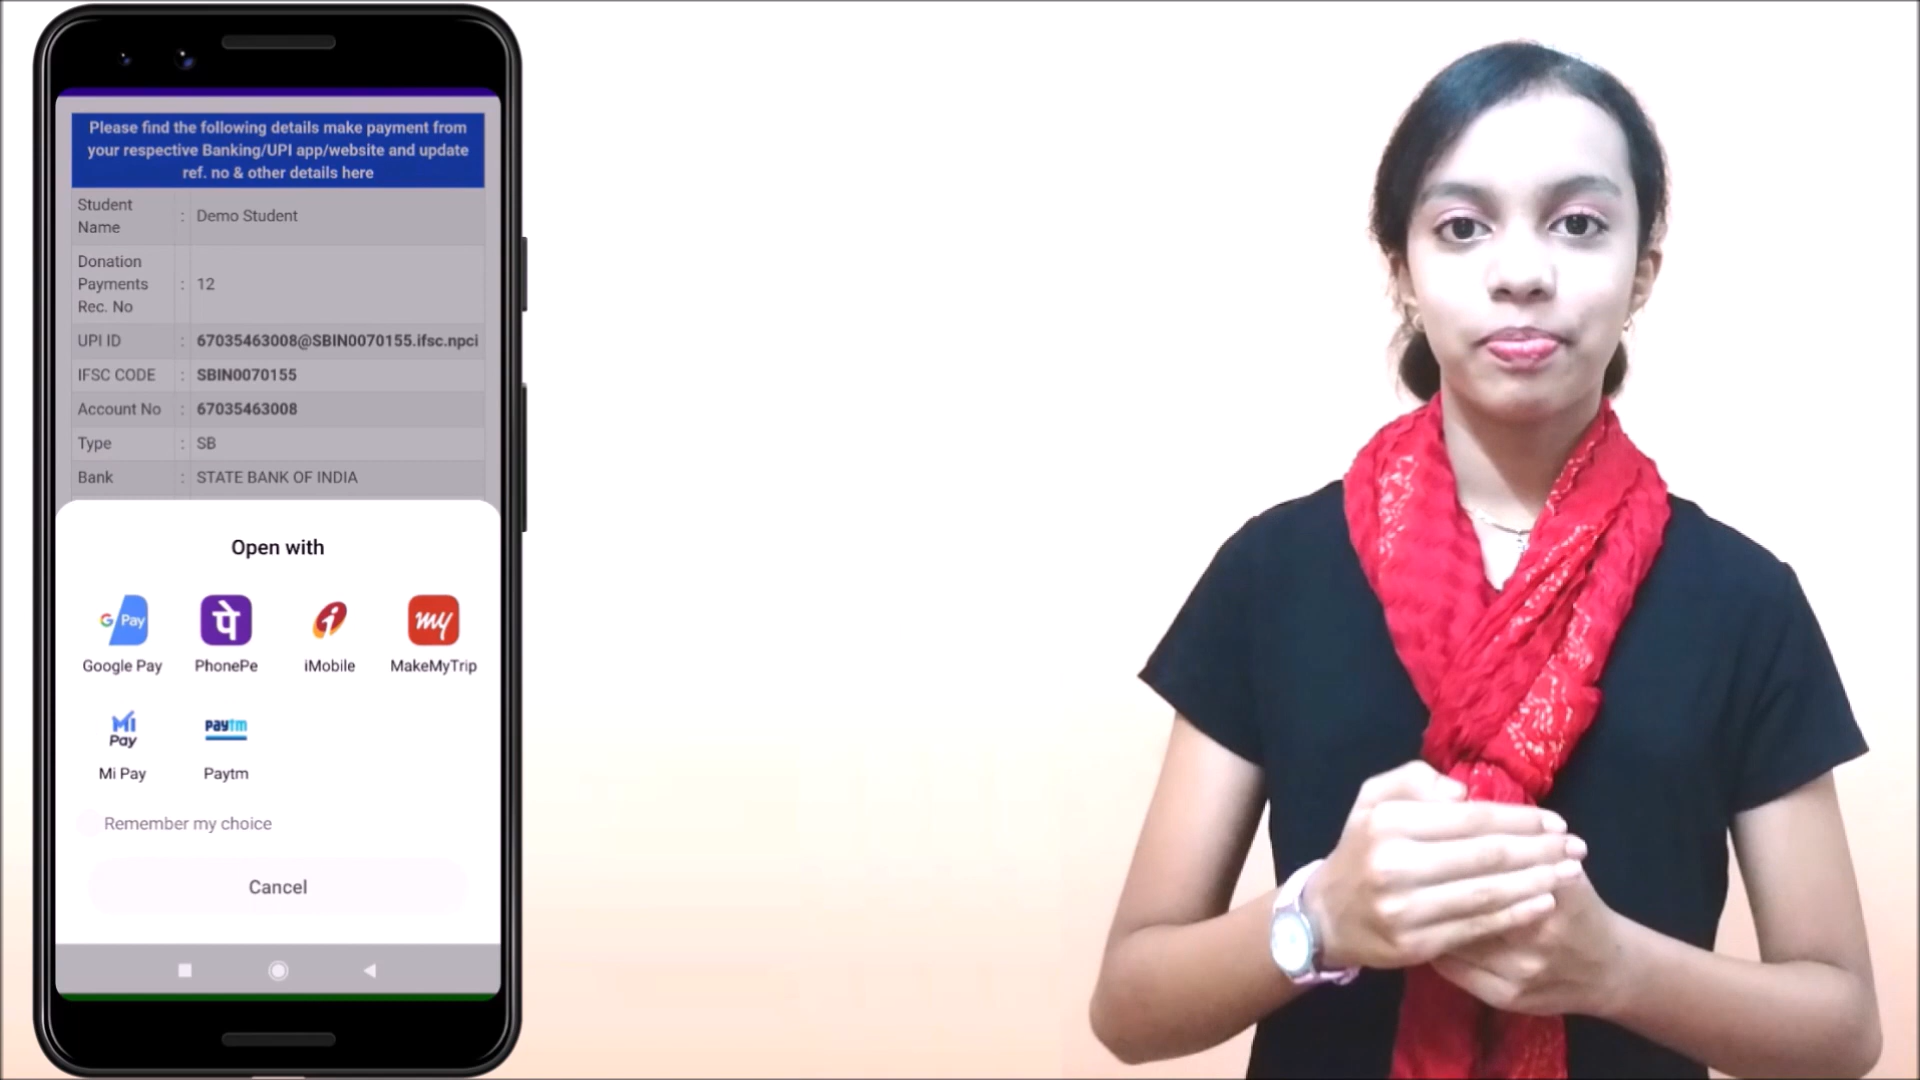 Please find the following details make payment from
your respective Banking/UPI app/website and update
ref. no & other details here
Student Name : Demo Student
Donation Payments Rec. No : 12
UPI ID : 67035463008@SBIN0070155.ifsc.npci
IFSC CODE : SBIN0070155
Account No : 67035463008
Type : SB
Bank : STATE BANK OF INDIA
Open with
G Pay पे i my
Google Pay PhonePe iMobile MakeMyTrip
MI Pay paytm
Mi Pay Paytm
Remember my choice
Cancel